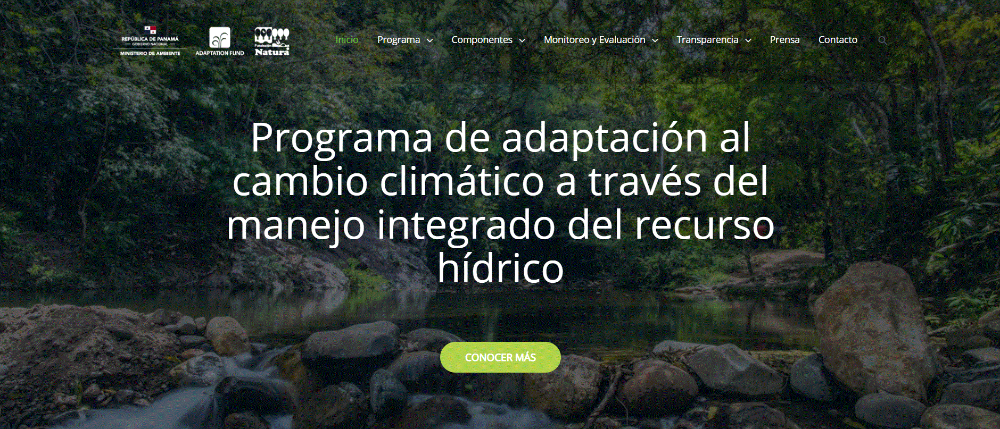 REPÚBLICA DE PANAMÁ
GOBIERNO NACIONAL
MINISTERIO DE AMBIENTE
ADAPTATION FUND
Fundación
Natura
Inicio
Programa
Componentes
Monitoreo y Evaluación
Transparencia
Prensa
Contacto
Programa de adaptación al
cambio climático a través del
manejo integrado del recurso
hídrico
CONOCER MÁS